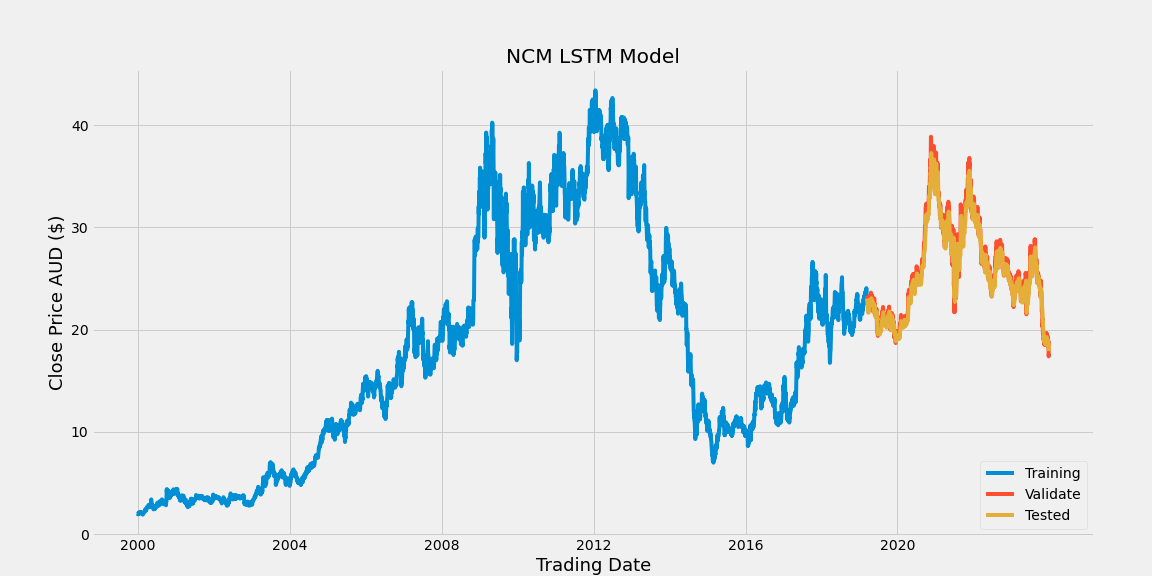 NCM LSTM Model
Close Price AUD ($)
40
30
20
10
0
2000 2004 2008 2012 2016 2020
Trading Date
Training
Validate
Tested